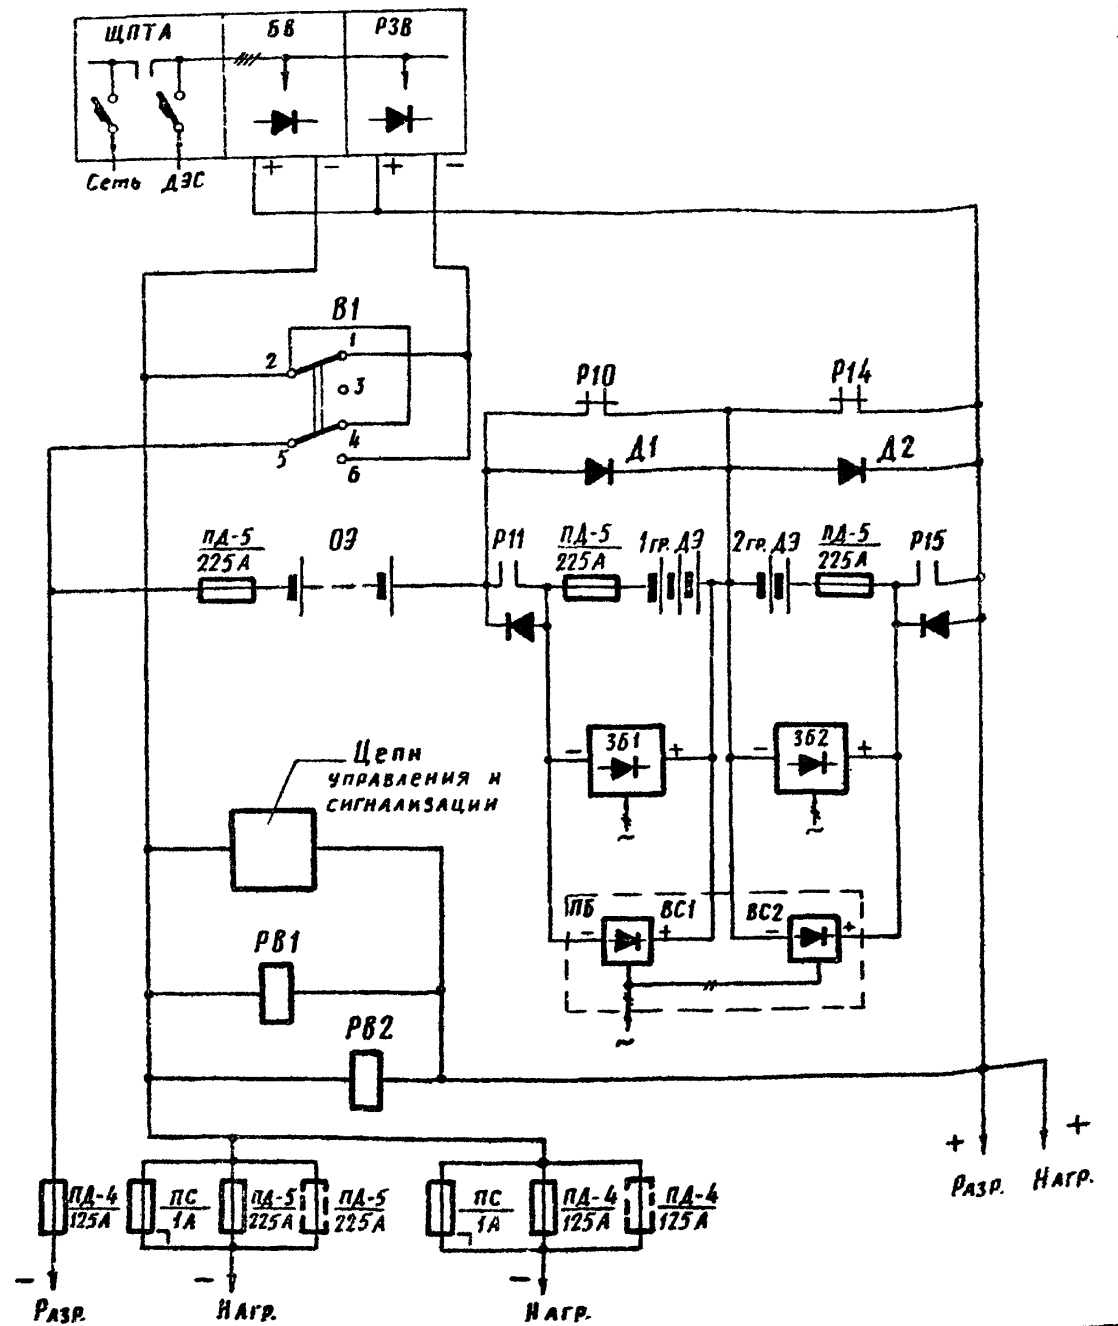 ЩПТА
БВ
РЗВ
+
-
+
-
Сеть
ДЭС
В1
1
2
3
4
5
6
Р10
Р14
Д1
Д2
ПД-5
225А
ОЭ
Р11
ПД-5
225А
1гр. ДЭ
2гр. ДЭ
ПД-5
225А
Р15
- ЗБ1 +
- ЗБ2 +
~
~
Цепи
управления и
сигнализации
ПБ
ВС1
ВС2
- +
- +
~
РВ1
РВ2
+
+
Разр.
Нагр.
ПД-4
125А
ПС
1А
ПД-5
225А
ПД-5
225А
ПС
1А
ПД-4
125А
ПД-4
125А
-
-
-
Разр.
Нагр.
Нагр.